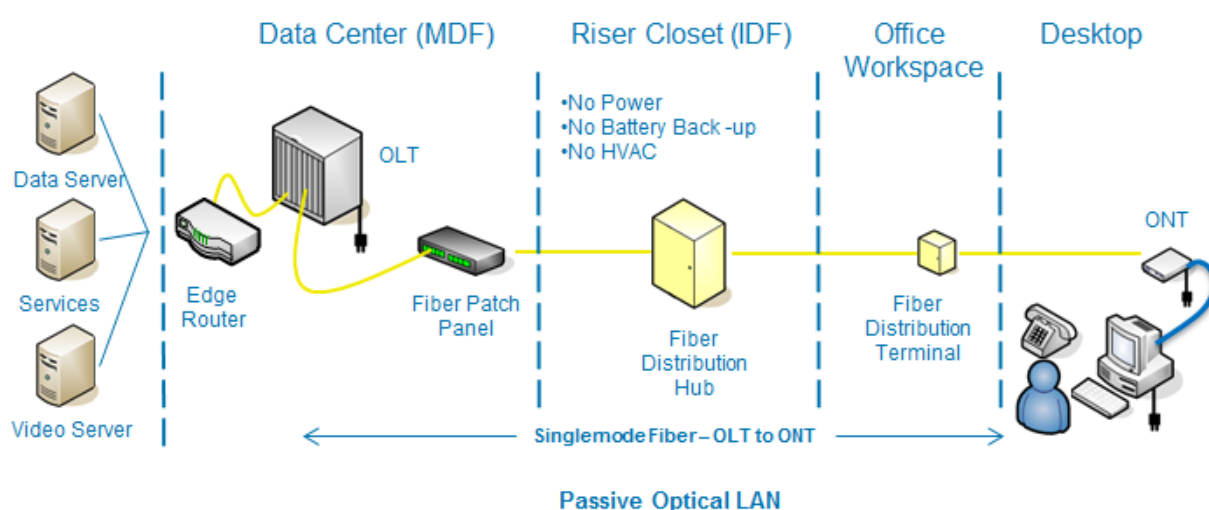 Data Center (MDF)
Riser Closet (IDF)
Office
Workspace
Desktop
•No Power
•No Battery Back -up
•No HVAC
OLT
Data Server
Services
Video Server
Edge
Router
Fiber Patch
Panel
Fiber
Distribution
Hub
Fiber
Distribution
Terminal
ONT
Singlemode Fiber – OLT to ONT
Passive Optical LAN